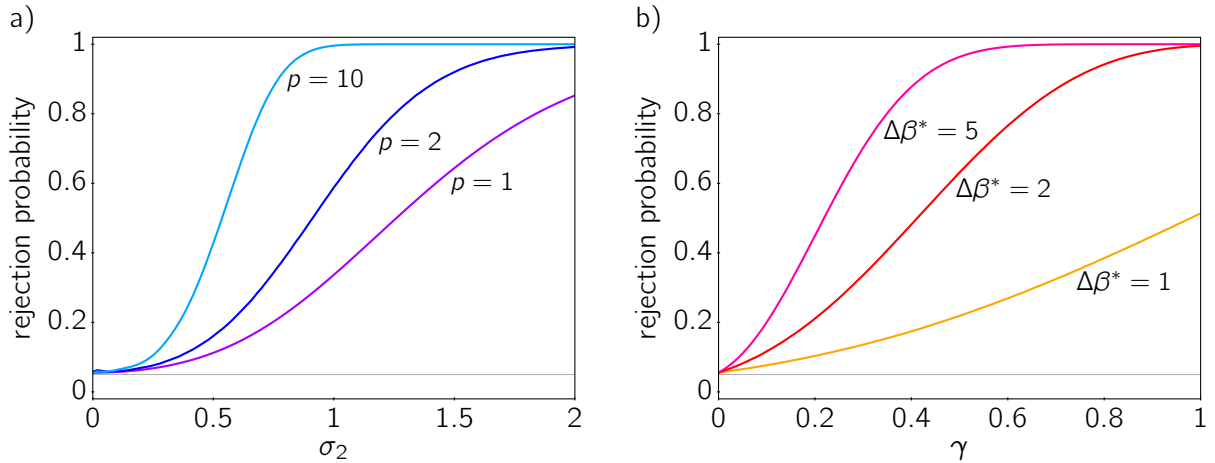 a)
rejection probability
1
0.8
0.6
0.4
0.2
0
0
0.5
1
1.5
2
σ₂
p = 10
p = 2
p = 1
b)
rejection probability
1
0.8
0.6
0.4
0.2
0
0
0.2
0.4
0.6
0.8
1
γ
Δβ* = 5
Δβ* = 2
Δβ* = 1